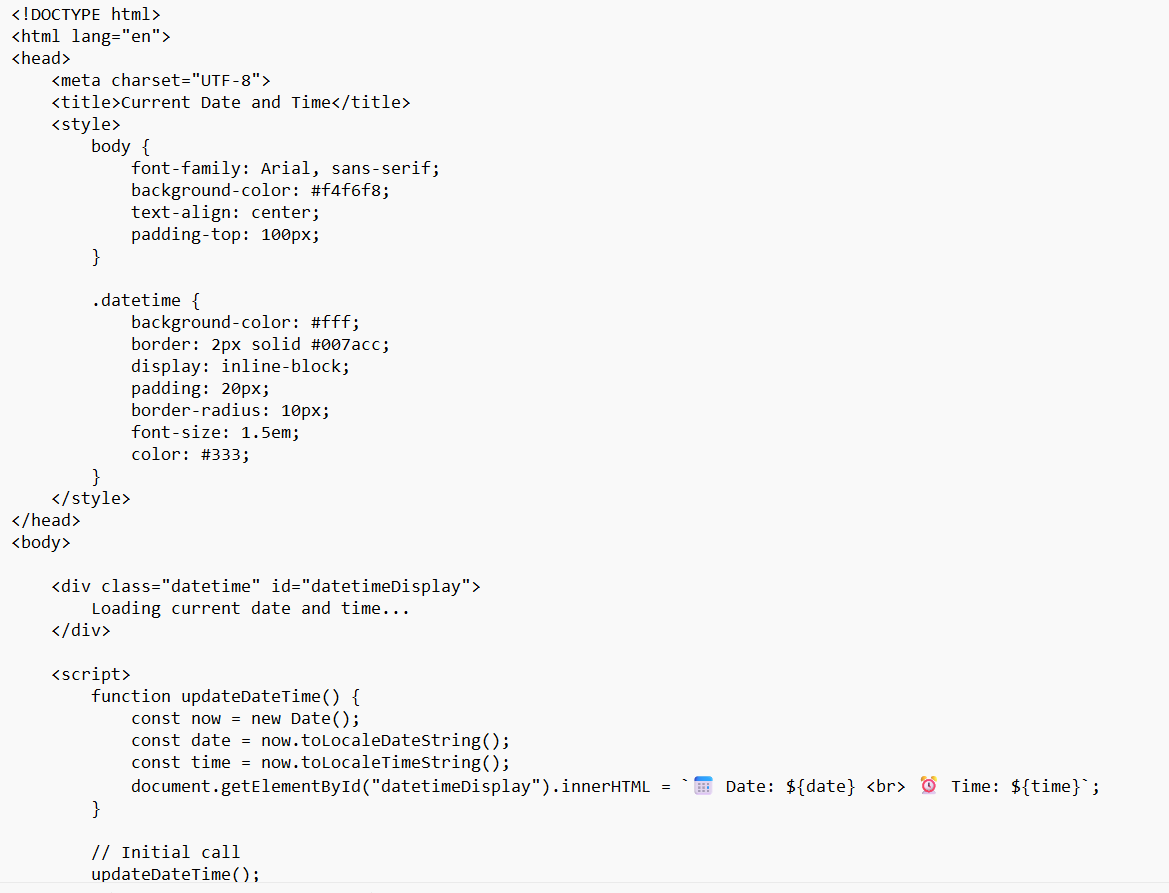 <!DOCTYPE html>
<html lang="en">
<head>
    <meta charset="UTF-8">
    <title>Current Date and Time</title>
    <style>
        body {
            font-family: Arial, sans-serif;
            background-color: #f4f6f8;
            text-align: center;
            padding-top: 100px;
        }

        .datetime {
            background-color: #fff;
            border: 2px solid #007acc;
            display: inline-block;
            padding: 20px;
            border-radius: 10px;
            font-size: 1.5em;
            color: #333;
        }
    </style>
</head>
<body>

    <div class="datetime" id="datetimeDisplay">
        Loading current date and time...
    </div>

    <script>
        function updateDateTime() {
            const now = new Date();
            const date = now.toLocaleDateString();
            const time = now.toLocaleTimeString();
            document.getElementById("datetimeDisplay").innerHTML = `📅 Date: ${date} <br> ⏰ Time: ${time}`;
        }

        // Initial call
        updateDateTime();